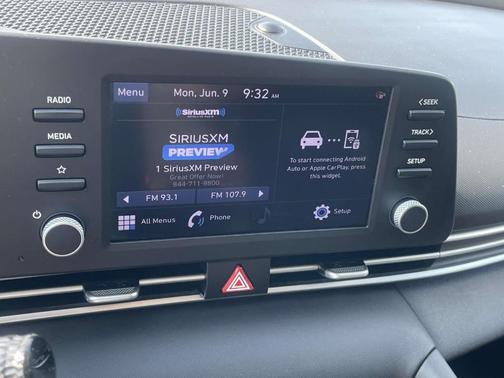 Menu Mon, Jun. 9 9:32 AM
RADIO
MEDIA
SEEK
TRACK
SETUP
SiriusXM
SATELLITE RADIO
SIRIUSXM
PREVIEW
1 SiriusXM Preview
Great Offer Now!
844-711-8800
FM 93.1 FM 107.9
To start connecting Android
Auto or Apple CarPlay, press
this widget.
All Menus Phone Setup